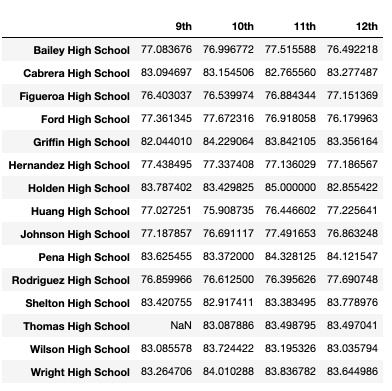 9th 10th 11th 12th
Bailey High School 77.083676 76.996772 77.515588 76.492218
Cabrera High School 83.094697 83.154506 82.765560 83.277487
Figueroa High School 76.403037 76.539974 76.884344 77.151369
Ford High School 77.361345 77.672316 76.918058 76.179963
Griffin High School 82.044010 84.229064 83.842105 83.356164
Hernandez High School 77.438495 77.337408 77.136029 77.186567
Holden High School 83.787402 83.429825 85.000000 82.855422
Huang High School 77.027251 75.908735 76.446602 77.225641
Johnson High School 77.187857 76.691117 77.491653 76.863248
Pena High School 83.625455 83.372000 84.328125 84.121547
Rodriguez High School 76.859966 76.612500 76.395626 77.690748
Shelton High School 83.420755 82.917411 83.383495 83.778976
Thomas High School NaN 83.087886 83.498795 83.497041
Wilson High School 83.085578 83.724422 83.195326 83.035794
Wright High School 83.264706 84.010288 83.836782 83.644986